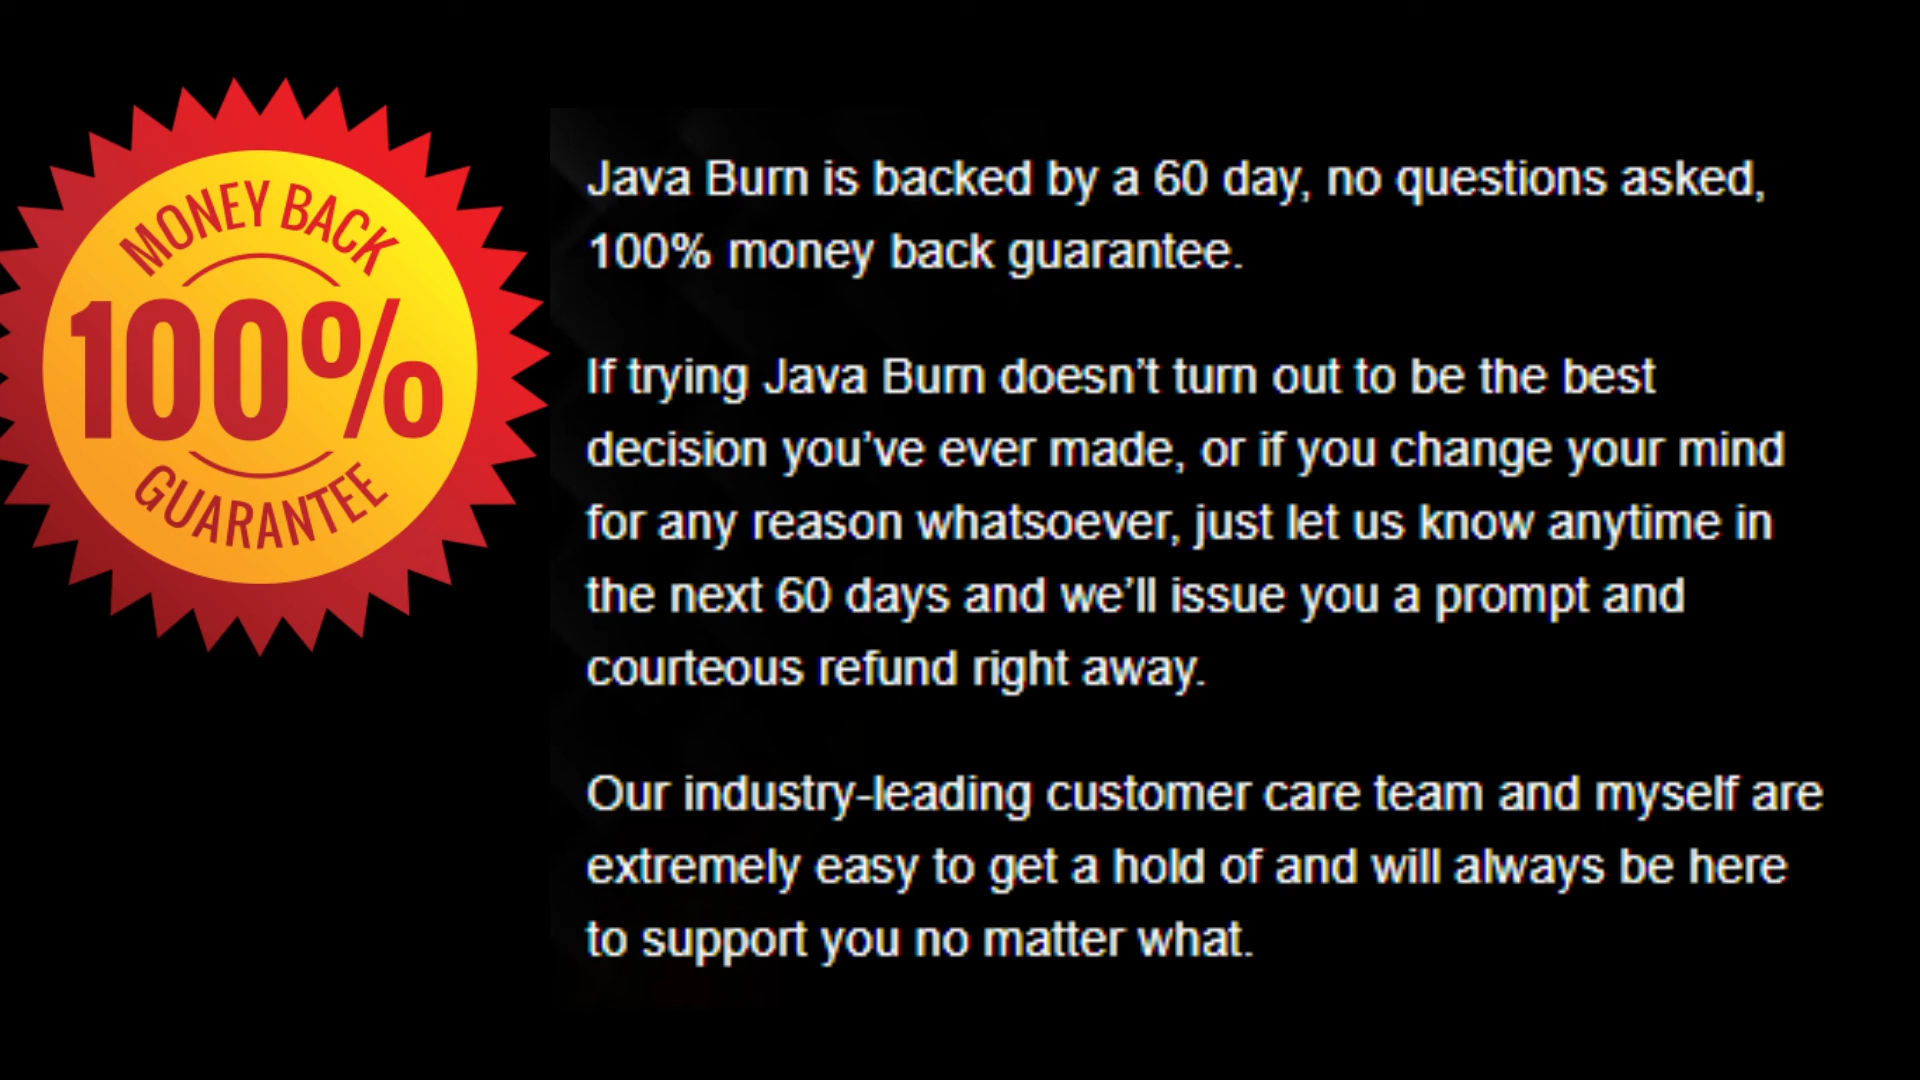 MONEY BACK
100%
GUARANTEE
Java Burn is backed by a 60 day, no questions asked,
100% money back guarantee.
If trying Java Burn doesn’t turn out to be the best
decision you’ve ever made, or if you change your mind
for any reason whatsoever, just let us know anytime in
the next 60 days and we’ll issue you a prompt and
courteous refund right away.
Our industry-leading customer care team and myself are
extremely easy to get a hold of and will always be here
to support you no matter what.